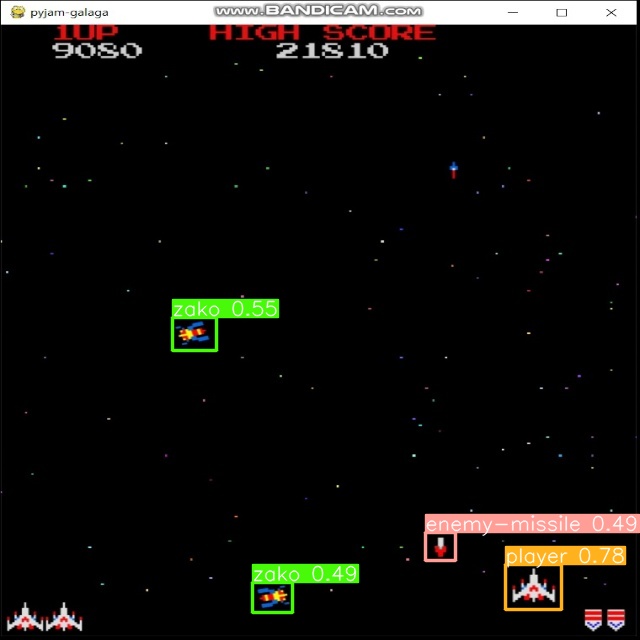 pyjam-galaga
www.BANDICAM.com
1UP HIGH SCORE
9080 21810
zako 0.55
enemy-missile 0.49
player 0.78
zako 0.49